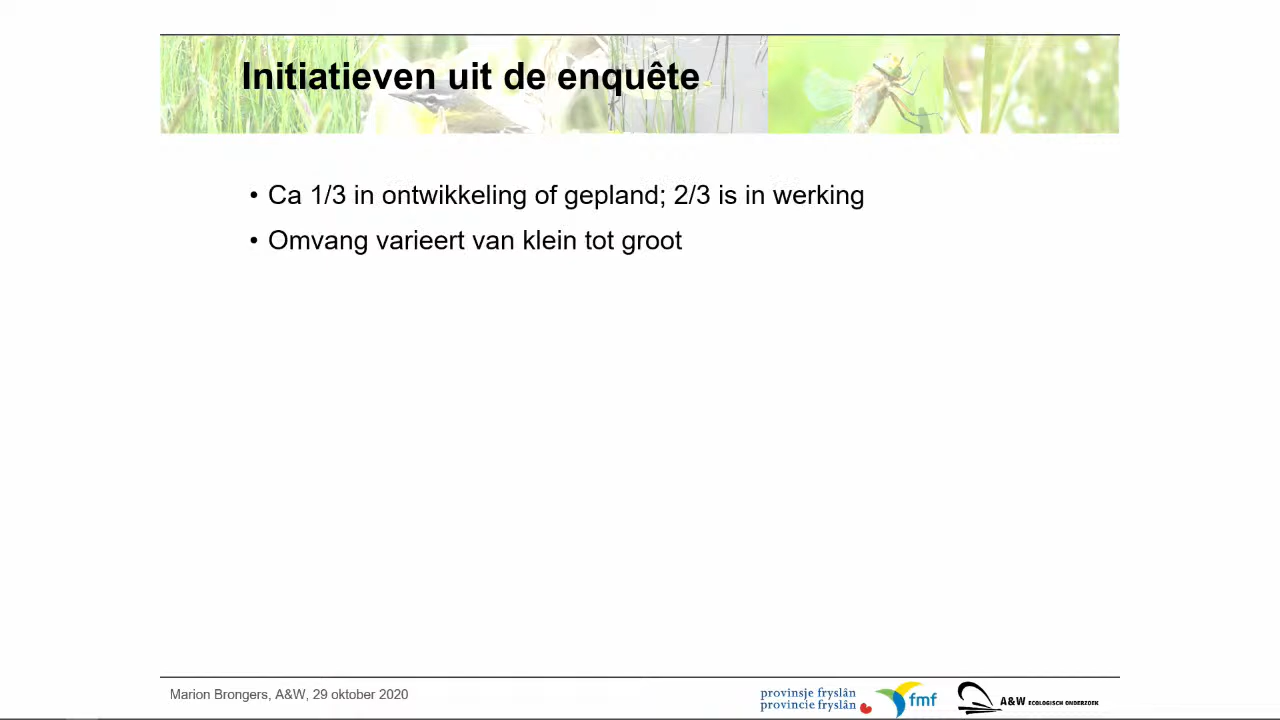 Initiatieven uit de enquête
• Ca 1/3 in ontwikkeling of gepland; 2/3 is in werking
• Omvang varieert van klein tot groot
Marion Brongers, A&W, 29 oktober 2020
provinsje fryslân
provincie fryslân
fmf
A&W ECOLOGISCH ONDERZOEK